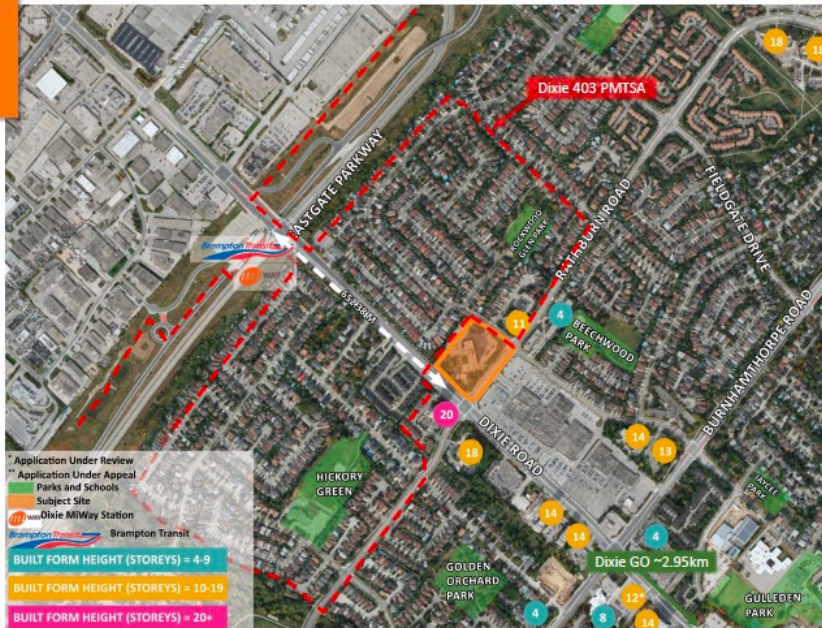 18
18
Dixie 403 PMTSA
EASTGATE PARKWAY
FIELDGATE DRIVE
Brampton Transit
WAY
ROCKWOOD
GLEN PARK
RATHBURN ROAD
11
4
BEECHWOOD
PARK
BURNHAMTHORPE ROAD
20
DIXIE ROAD
18
14
13
HICKORY
GREEN
JAYCEE
PARK
14
14
4
Dixie GO ~2.95km
GOLDEN
ORCHARD
PARK
GULLEDEN
PARK
12*
4
8
14
* Application Under Review
** Application Under Appeal
Parks and Schools
Subject Site
WAY Dixie MiWay Station
Brampton Transit Brampton Transit
BUILT FORM HEIGHT (STOREYS) = 4-9
BUILT FORM HEIGHT (STOREYS) = 10-19
BUILT FORM HEIGHT (STOREYS) = 20+